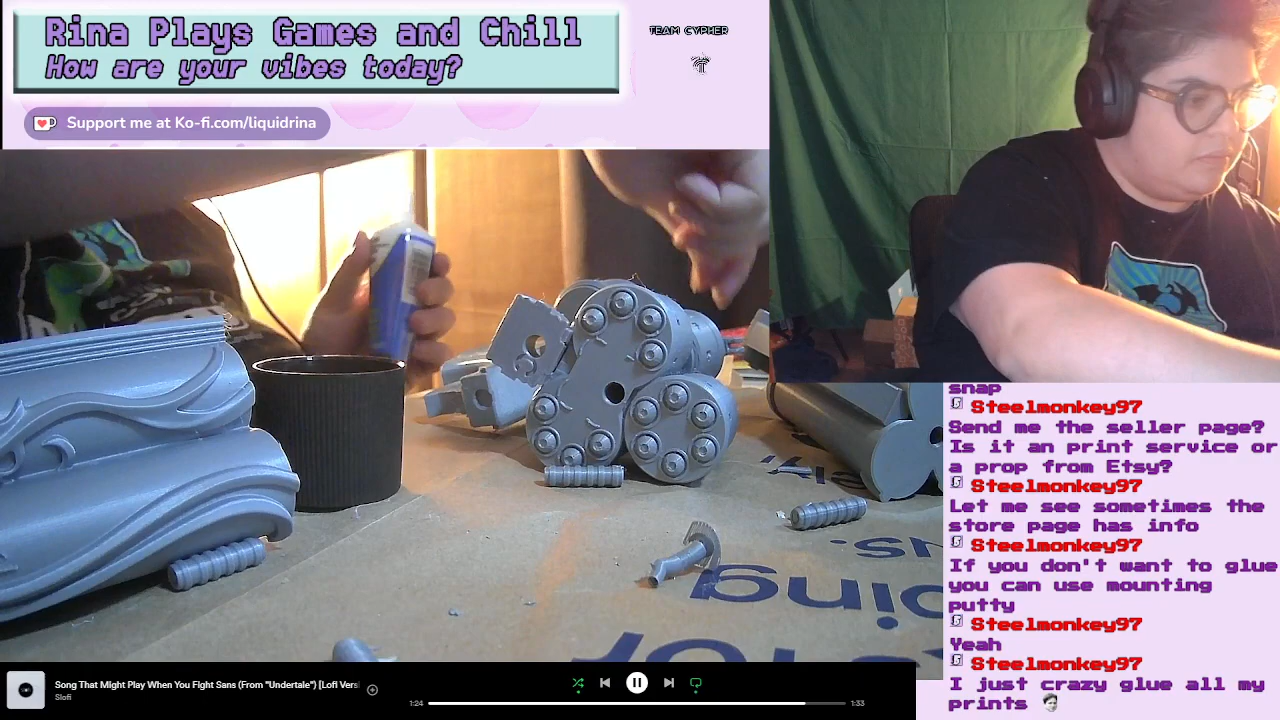 Rina Plays Games and Chill
How are your vibes today?
TEAM CYPHER
Support me at Ko-fi.com/liquidrina
snap
Steelmonkey97
Send me the seller page?
Is it an print service or
a prop from Etsy?
Steelmonkey97
Let me see sometimes the
store page has info
Steelmonkey97
If you don't want to glue
you can use mounting
putty
Steelmonkey97
Yeah
Steelmonkey97
I just crazy glue all my
prints
Song That Might Play When You Fight Sans (From "Undertale") [Lofi Versi
Slofi
1:24
1:33